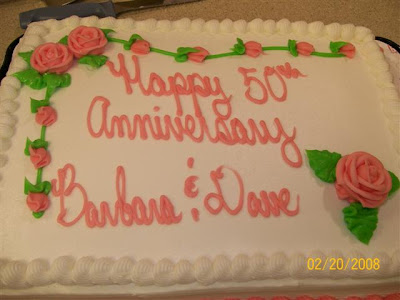 Happy 50th
Anniversary
Barbara & Dave
02/20/2008